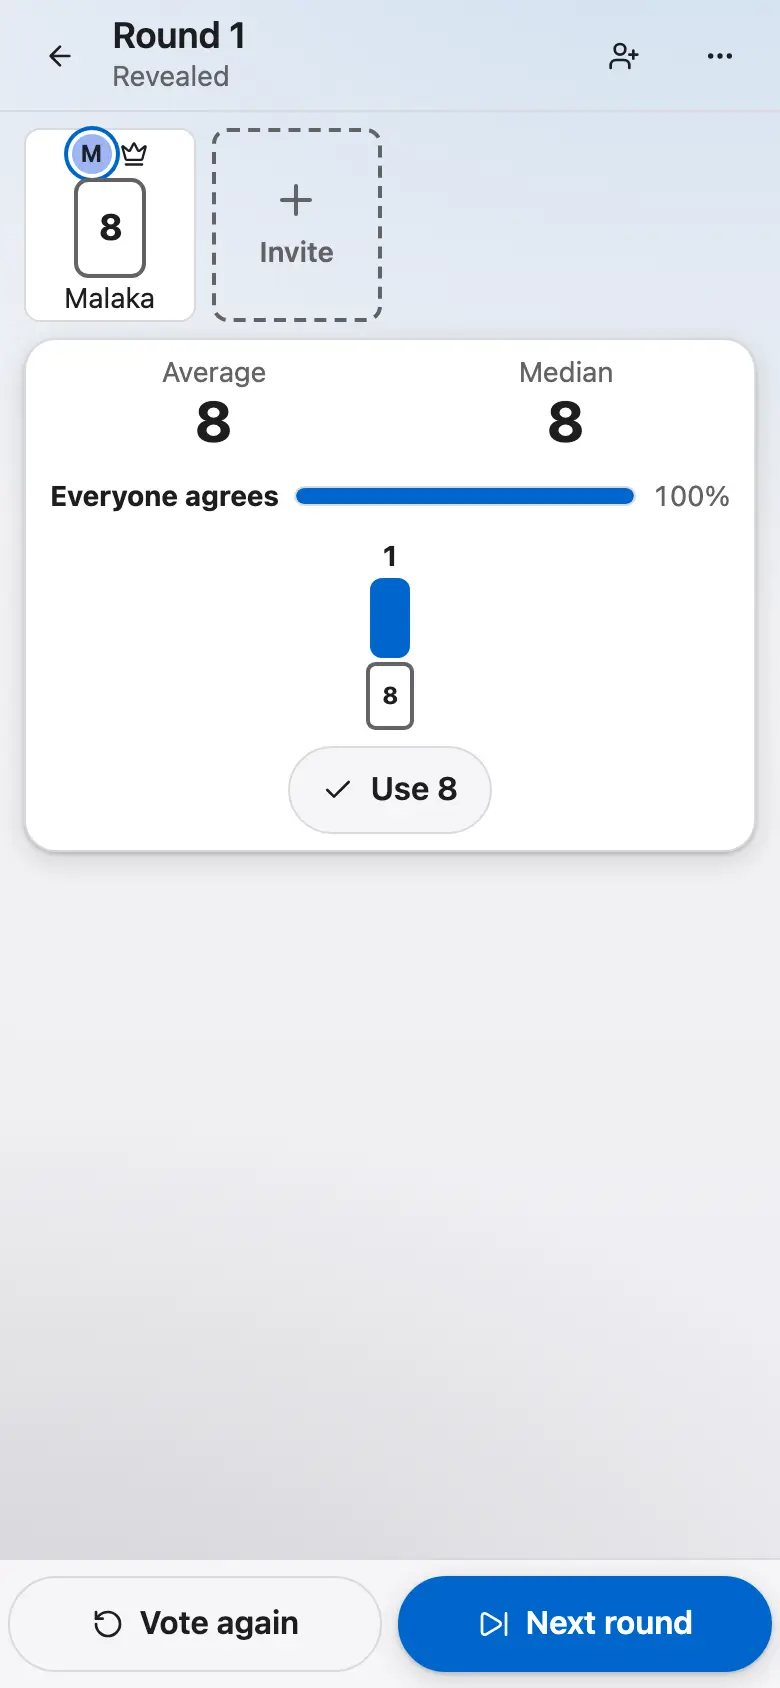 Round 1
Revealed
M
8
Malaka
Invite
Average
Median
8
8
Everyone agrees
100%
1
8
Use 8
Vote again
Next round